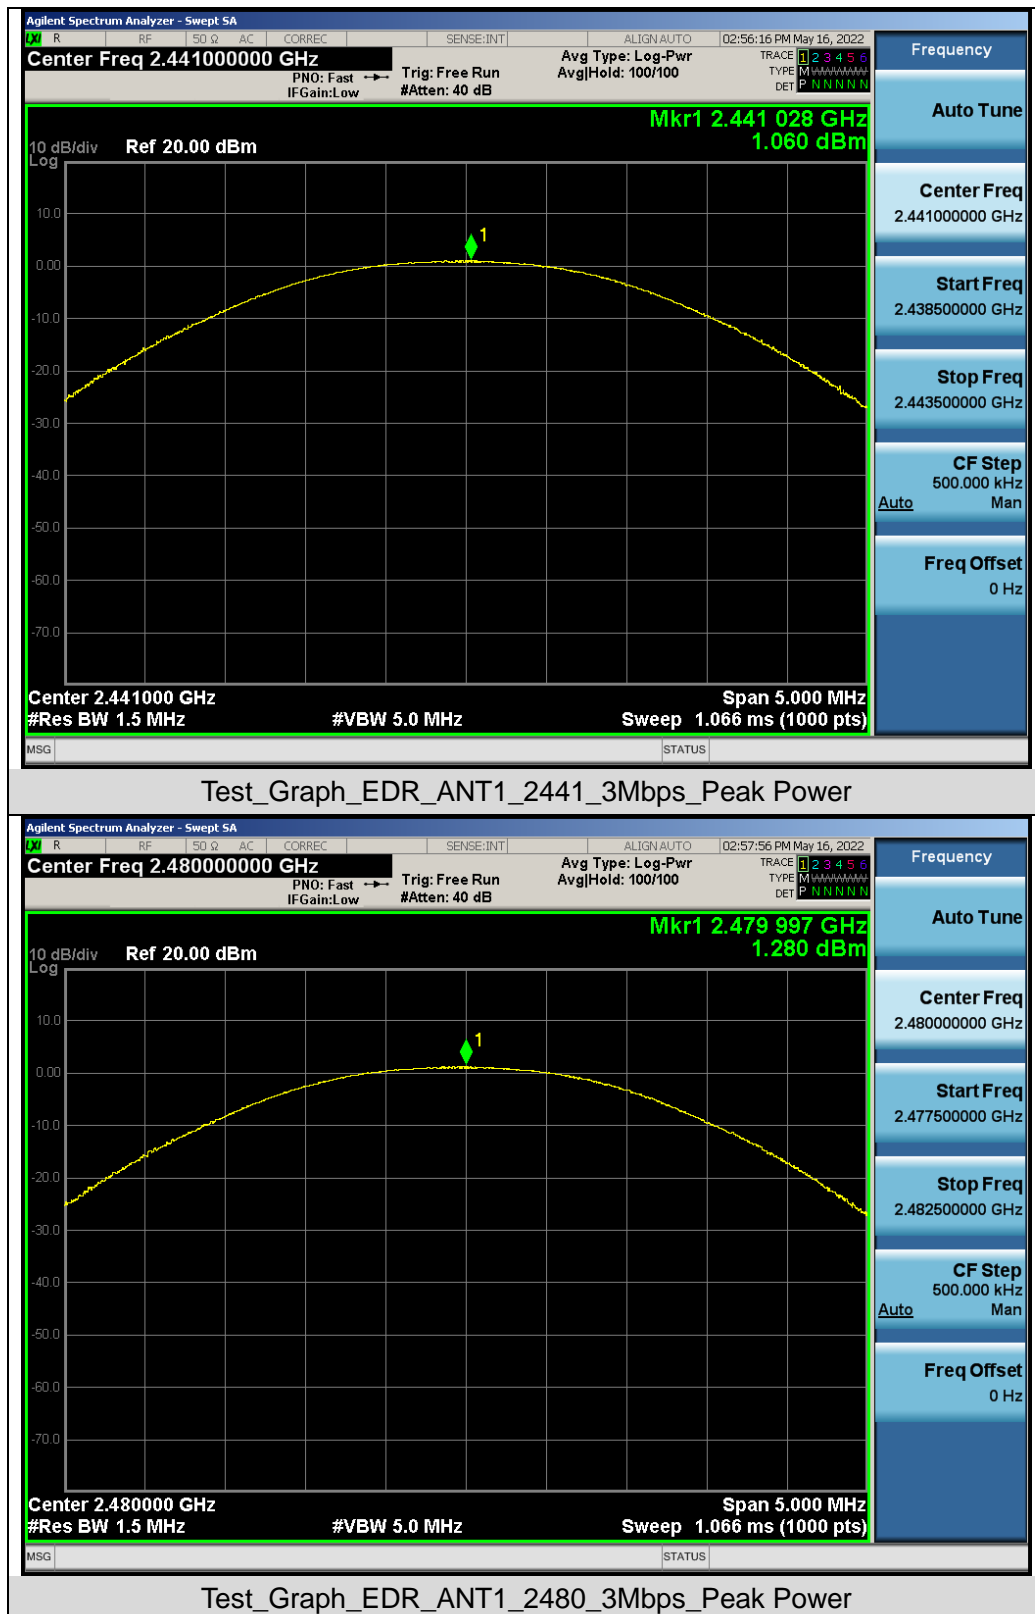 Agilent Spectrum Analyzer - Swept SA
LXI R RF 50 Ω AC CORREC SENSE:INT ALIGN AUTO 02:56:16 PM May 16, 2022
Center Freq 2.441000000 GHz
PNO: Fast
IFGain:Low
Trig: Free Run
#Atten: 40 dB
Avg Type: Log-Pwr
Avg|Hold: 100/100
TRACE 1 2 3 4 5 6
TYPE M
DET P N N N N N
Mkr1 2.441 028 GHz
1.060 dBm
10 dB/div Ref 20.00 dBm
Log
1
10.0
0.00
-10.0
-20.0
-30.0
-40.0
-50.0
-60.0
-70.0
Center 2.441000 GHz Span 5.000 MHz
#Res BW 1.5 MHz #VBW 5.0 MHz Sweep 1.066 ms (1000 pts)
MSG STATUS
Frequency
Auto Tune
Center Freq
2.441000000 GHz
Start Freq
2.438500000 GHz
Stop Freq
2.443500000 GHz
CF Step
500.000 kHz
Auto Man
Freq Offset
0 Hz
Test_Graph_EDR_ANT1_2441_3Mbps_Peak Power
Agilent Spectrum Analyzer - Swept SA
LXI R RF 50 Ω AC CORREC SENSE:INT ALIGN AUTO 02:57:56 PM May 16, 2022
Center Freq 2.480000000 GHz
PNO: Fast
IFGain:Low
Trig: Free Run
#Atten: 40 dB
Avg Type: Log-Pwr
Avg|Hold: 100/100
TRACE 1 2 3 4 5 6
TYPE M
DET P N N N N N
Mkr1 2.479 997 GHz
1.280 dBm
10 dB/div Ref 20.00 dBm
Log
1
10.0
0.00
-10.0
-20.0
-30.0
-40.0
-50.0
-60.0
-70.0
Center 2.480000 GHz Span 5.000 MHz
#Res BW 1.5 MHz #VBW 5.0 MHz Sweep 1.066 ms (1000 pts)
MSG STATUS
Frequency
Auto Tune
Center Freq
2.480000000 GHz
Start Freq
2.477500000 GHz
Stop Freq
2.482500000 GHz
CF Step
500.000 kHz
Auto Man
Freq Offset
0 Hz
Test_Graph_EDR_ANT1_2480_3Mbps_Peak Power